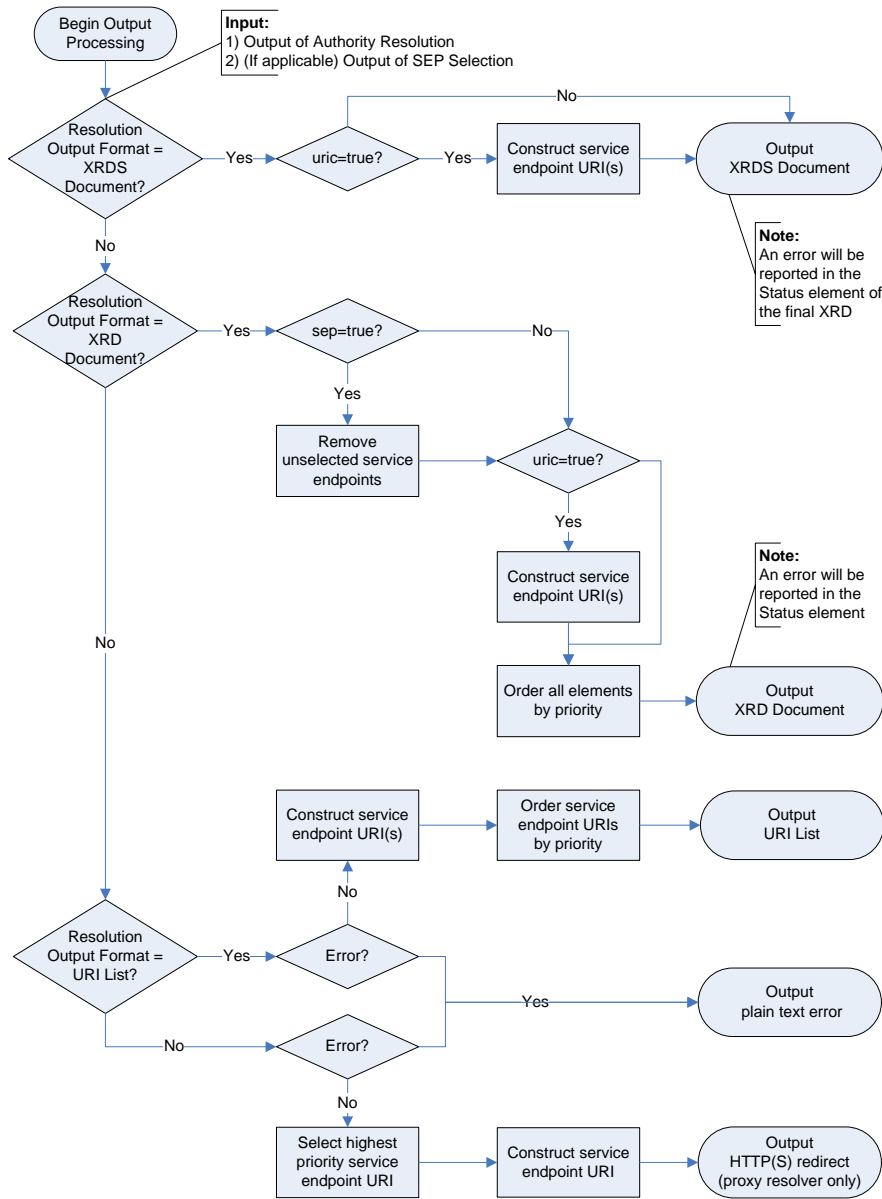 Begin Output
Processing
Input:
1) Output of Authority Resolution
2) (If applicable) Output of SEP Selection
No
Resolution
Output Format =
XRDS
Document?
Yes
uric=true?
Yes
Construct service
endpoint URI(s)
Output
XRDS Document
No
Note:
An error will be
reported in the
Status element of
the final XRD
Resolution
Output Format =
XRD
Document?
Yes
sep=true?
No
Yes
Remove
unselected service
endpoints
uric=true?
Yes
Construct service
endpoint URI(s)
Note:
An error will be
reported in the
Status element
No
Order all elements
by priority
Output
XRD Document
Construct service
endpoint URI(s)
Order service
endpoint URIs
by priority
Output
URI List
No
Resolution
Output Format =
URI List?
Yes
Error?
Yes
Output
plain text error
No
Error?
No
Select highest
priority service
endpoint URI
Construct service
endpoint URI
Output
HTTP(S) redirect
(proxy resolver only)